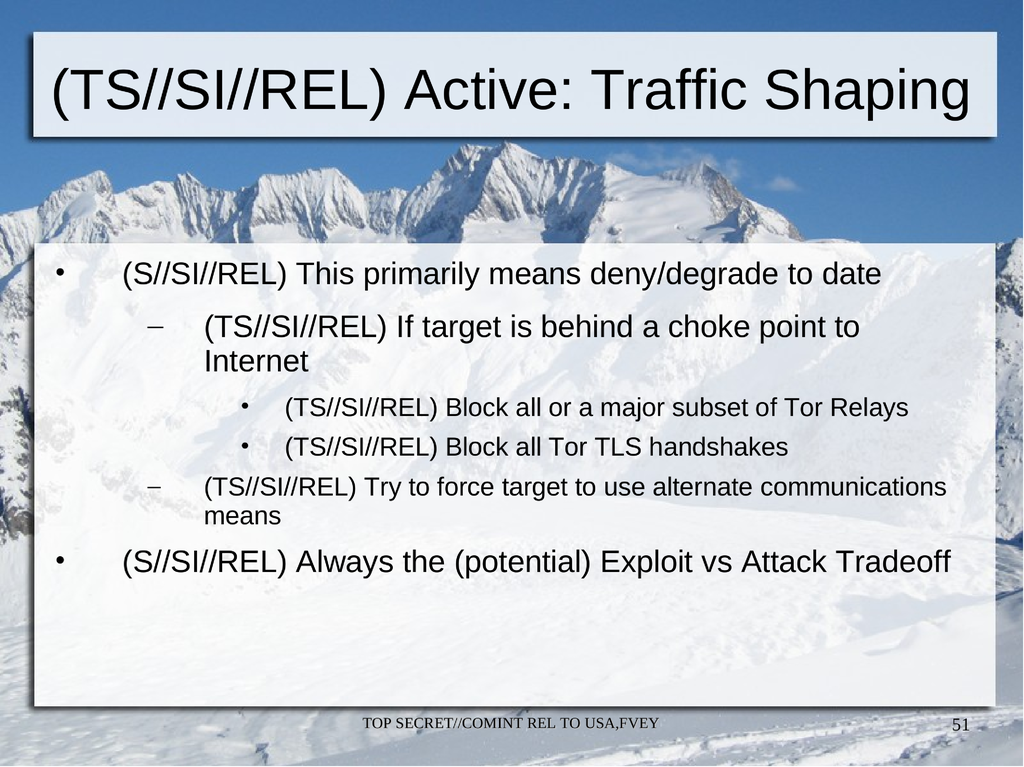 (TS//SI//REL) Active: Traffic Shaping
• (S//SI//REL) This primarily means deny/degrade to date
– (TS//SI//REL) If target is behind a choke point to
Internet
• (TS//SI//REL) Block all or a major subset of Tor Relays
• (TS//SI//REL) Block all Tor TLS handshakes
– (TS//SI//REL) Try to force target to use alternate communications
means
• (S//SI//REL) Always the (potential) Exploit vs Attack Tradeoff
TOP SECRET//COMINT REL TO USA,FVEY
51